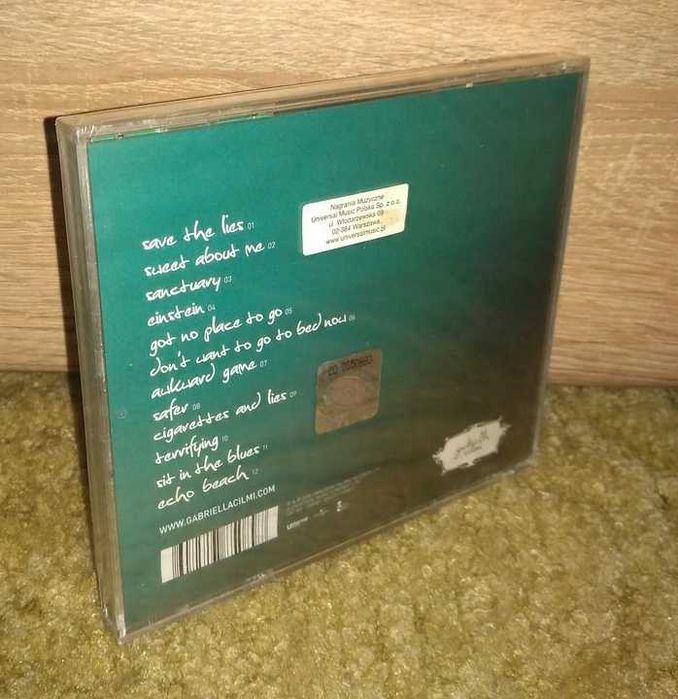 save the lies 01
sweet about me 02
sanctuary 03
einstein 04
got no place to go 05
don't want to go to bed now 06
awkward game 07
safer 08
cigarettes and lies 09
terrifying 10
sit in the blues 11
echo beach 12
WWW.GABRIELLACILMI.COM
Nagrania Muzyczne
Universal Music Polska Sp. z o.o.
ul. Włodarzewska 69
02-384 Warszawa
www.universalmusic.pl